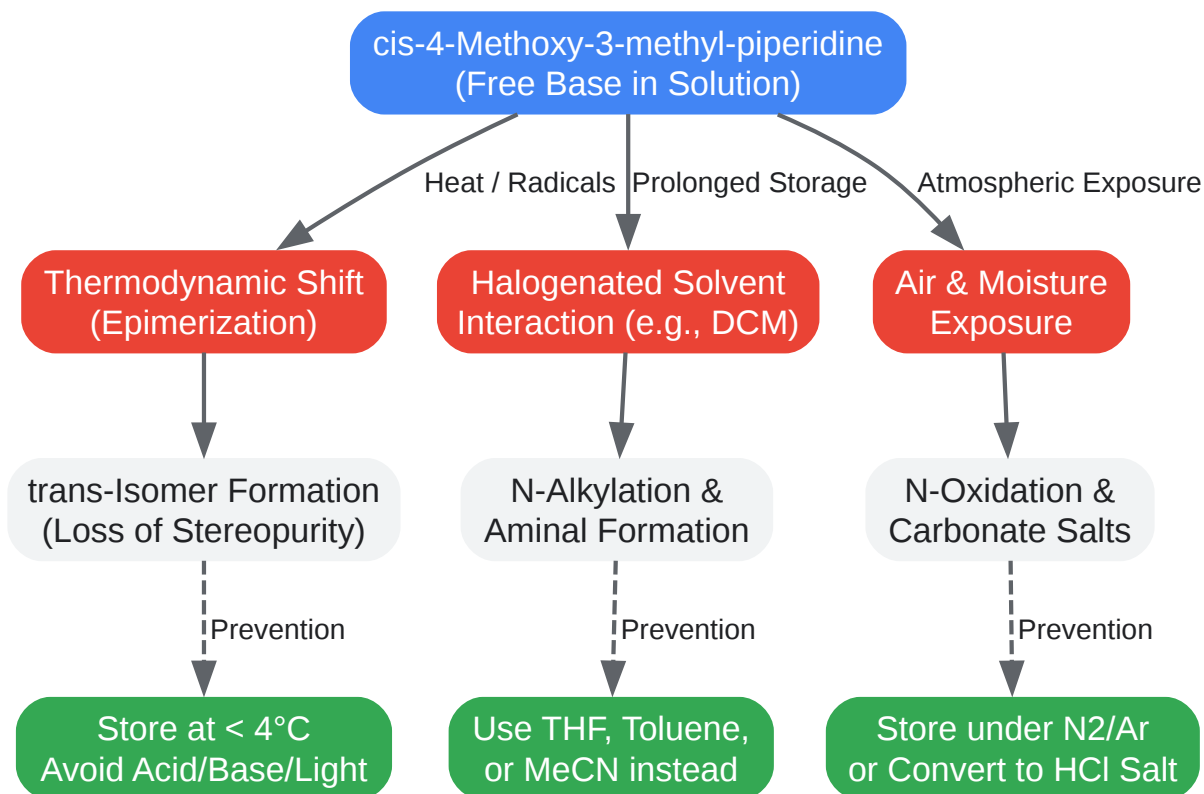 cis-4-Methoxy-3-methyl-piperidine
(Free Base in Solution)
Heat / Radicals
Prolonged Storage
Atmospheric Exposure
Thermodynamic Shift
(Epimerization)
Halogenated Solvent
Interaction (e.g., DCM)
Air & Moisture
Exposure
trans-Isomer Formation
(Loss of Stereopurity)
N-Alkylation &
Aminal Formation
N-Oxidation &
Carbonate Salts
Prevention
Prevention
Prevention
Store at < 4°C
Avoid Acid/Base/Light
Use THF, Toluene,
or MeCN instead
Store under N2/Ar
or Convert to HCl Salt